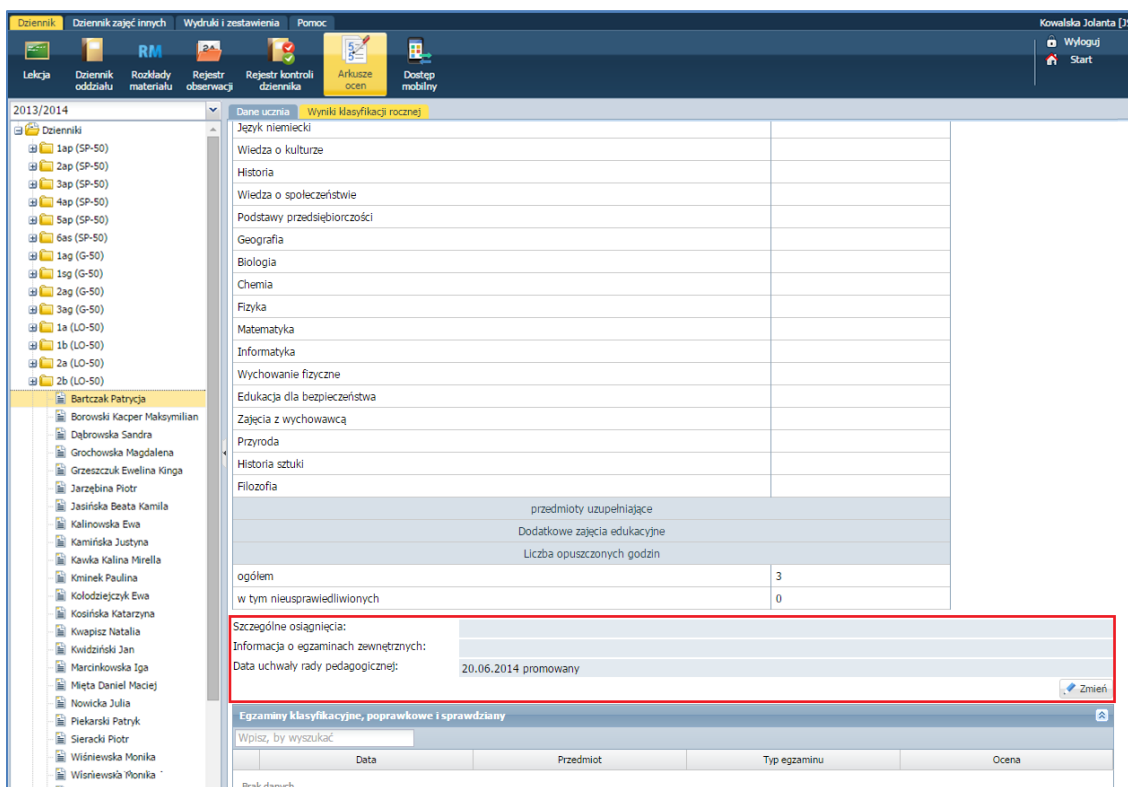 Dziennik Dziennik zajęć innych Wydruki i zestawienia Pomoc Kowalska Jolanta
RM
Lekcja Dziennik oddziału Rozkłady materiału Rejestr obserwacji Rejestr kontroli dziennika Arkusze ocen Dostęp mobilny
Wyloguj
Start
2013/2014
Dzienniki
1ap (SP-50)
2ap (SP-50)
3ap (SP-50)
4ap (SP-50)
5ap (SP-50)
6as (SP-50)
1ag (G-50)
1sg (G-50)
2ag (G-50)
3ag (G-50)
1a (LO-50)
1b (LO-50)
2a (LO-50)
2b (LO-50)
Bartczak Patrycja
Borowski Kacper Maksymilian
Dąbrowska Sandra
Grochowska Magdalena
Grzeszczuk Ewelina Kinga
Jarzębina Piotr
Jasińska Beata Kamila
Kalinowska Ewa
Kamińska Justyna
Kawka Kalina Mirella
Kminek Paulina
Kołodziejczyk Ewa
Kosińska Katarzyna
Kwapisz Natalia
Kwidziński Jan
Marcinkowska Iga
Mięta Daniel Maciej
Nowicka Julia
Piekarski Patryk
Sieracki Piotr
Wiśniewska Monika
Wiśniewska Monika
Dane ucznia Wyniki klasyfikacji rocznej
Język niemiecki
Wiedza o kulturze
Historia
Wiedza o społeczeństwie
Podstawy przedsiębiorczości
Geografia
Biologia
Chemia
Fizyka
Matematyka
Informatyka
Wychowanie fizyczne
Edukacja dla bezpieczeństwa
Zajęcia z wychowawcą
Przyroda
Historia sztuki
Filozofia
przedmioty uzupełniające
Dodatkowe zajęcia edukacyjne
Liczba opuszczonych godzin
ogółem 3
w tym nieusprawiedliwionych 0
Szczególne osiągnięcia:
Informacja o egzaminach zewnętrznych:
Data uchwały rady pedagogicznej: 20.06.2014 promowany
Zmień
Egzaminy klasyfikacyjne, poprawkowe i sprawdziany
Wpisz, by wyszukać
Data Przedmiot Typ egzaminu Ocena
Brak danych